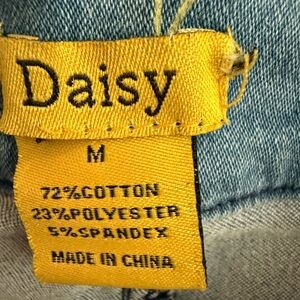 Daisy
M
72%COTTON
23%POLYESTER
5%SPANDEX
MADE IN CHINA